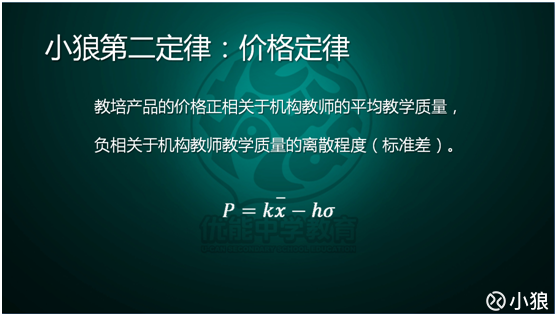 小狼第二定律：价格定律
教培产品的价格正相关于机构教师的平均教学质量，
负相关于机构教师教学质量的离散程度（标准差）。
P = kx̄ − hσ
优能中学教育
小狼